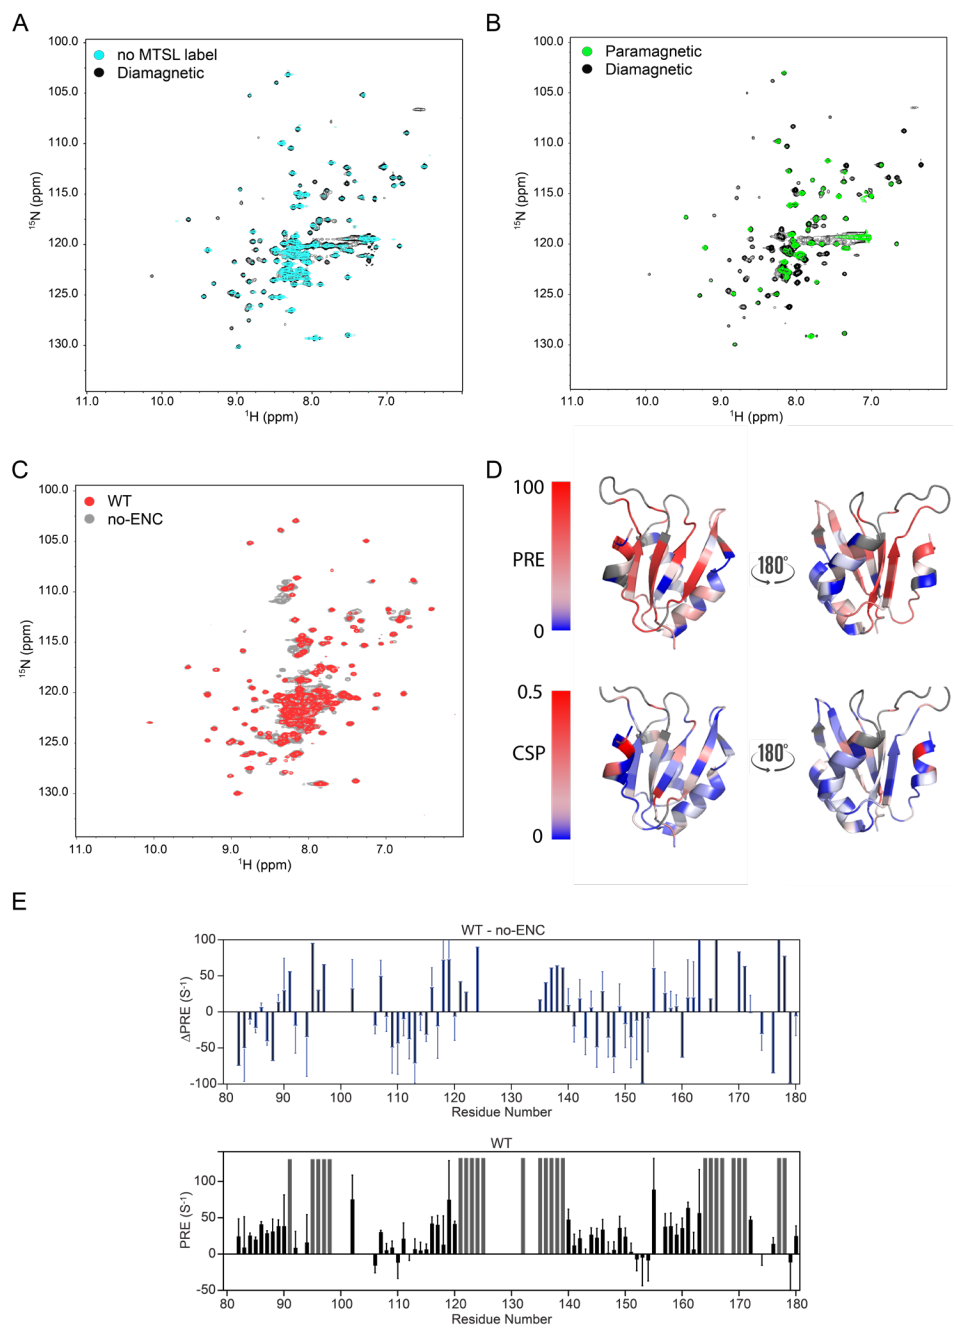 A
no MTSL label
Diamagnetic
100.0
105.0
110.0
115.0
120.0
125.0
130.0
¹⁵N (ppm)
11.0 10.0 9.0 8.0 7.0
¹H (ppm)
B
Paramagnetic
Diamagnetic
100.0
105.0
110.0
115.0
120.0
125.0
130.0
¹⁵N (ppm)
11.0 10.0 9.0 8.0 7.0
¹H (ppm)
C
WT
no-ENC
100.0
105.0
110.0
115.0
120.0
125.0
130.0
¹⁵N (ppm)
11.0 10.0 9.0 8.0 7.0
¹H (ppm)
D
100
PRE
0
180°
0.5
CSP
0
180°
E
WT - no-ENC
100
50
0
-50
-100
ΔPRE (S⁻¹)
80 90 100 110 120 130 140 150 160 170 180
Residue Number
WT
100
50
0
-50
PRE (S⁻¹)
80 90 100 110 120 130 140 150 160 170 180
Residue Number